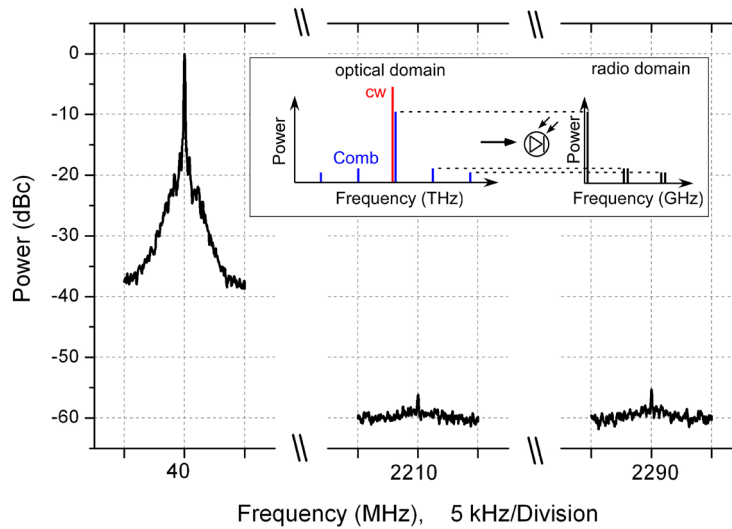 0
-10
-20
-30
-40
-50
-60
Power (dBc)
optical domain
radio domain
cw
Comb
Power
Power
Frequency (THz)
Frequency (GHz)
40
2210
2290
Frequency (MHz), 5 kHz/Division